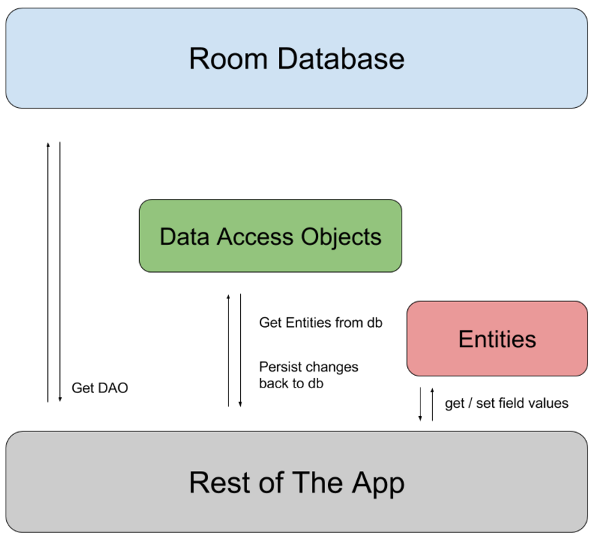 Room Database
Data Access Objects
Get Entities from db
Entities
Persist changes
back to db
Get DAO
get / set field values
Rest of The App